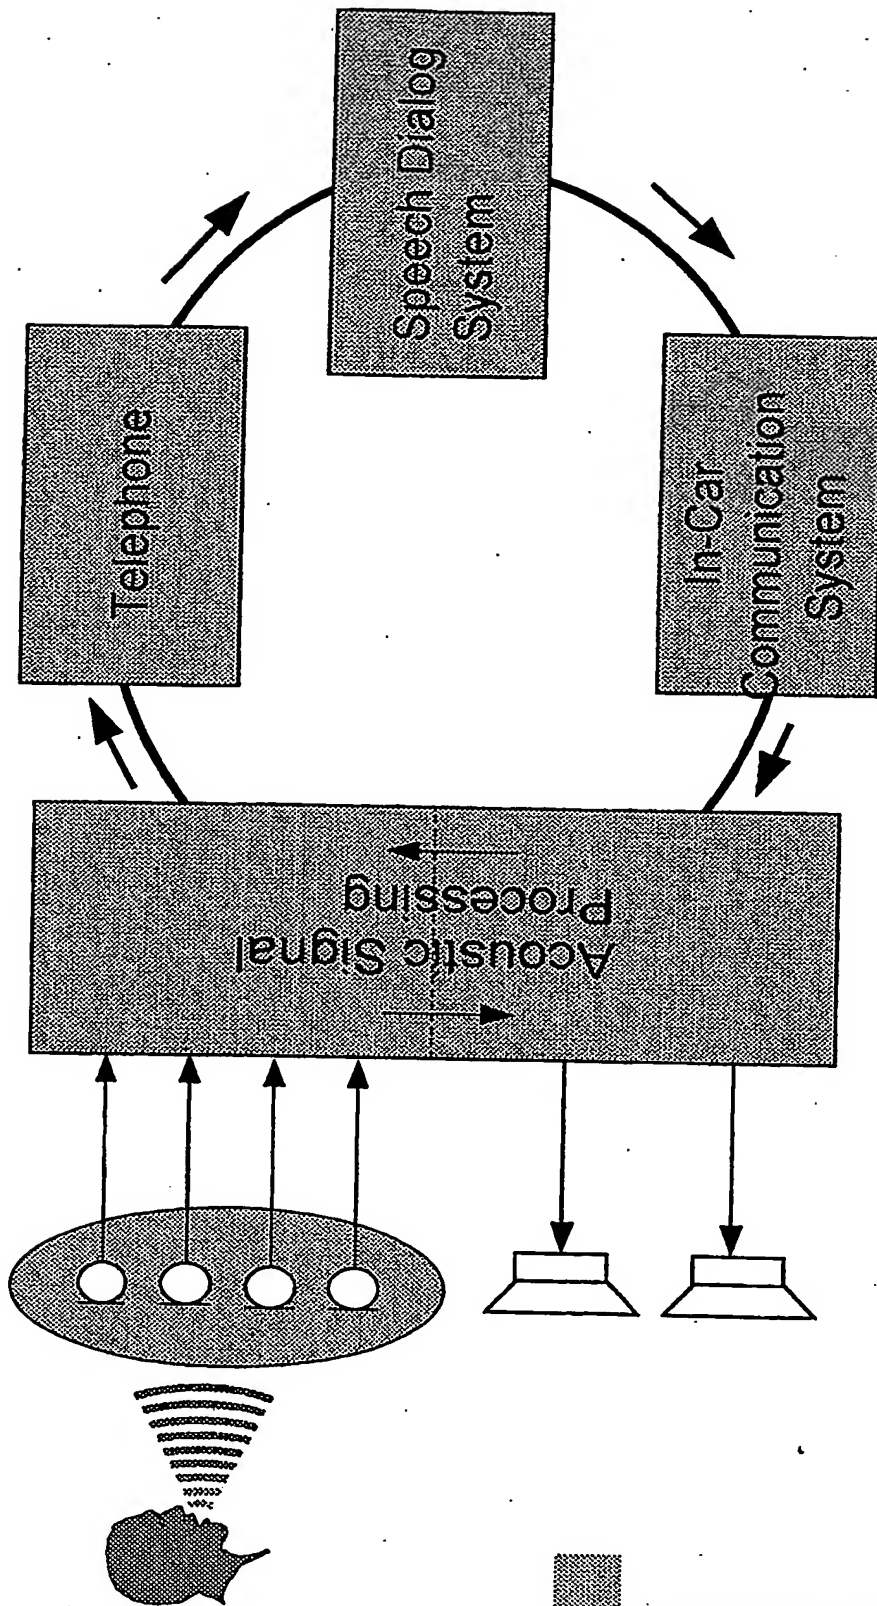 Acoustic Signal
Processing
Telephone
Speech Dialog
System
In-Car
Communication
System